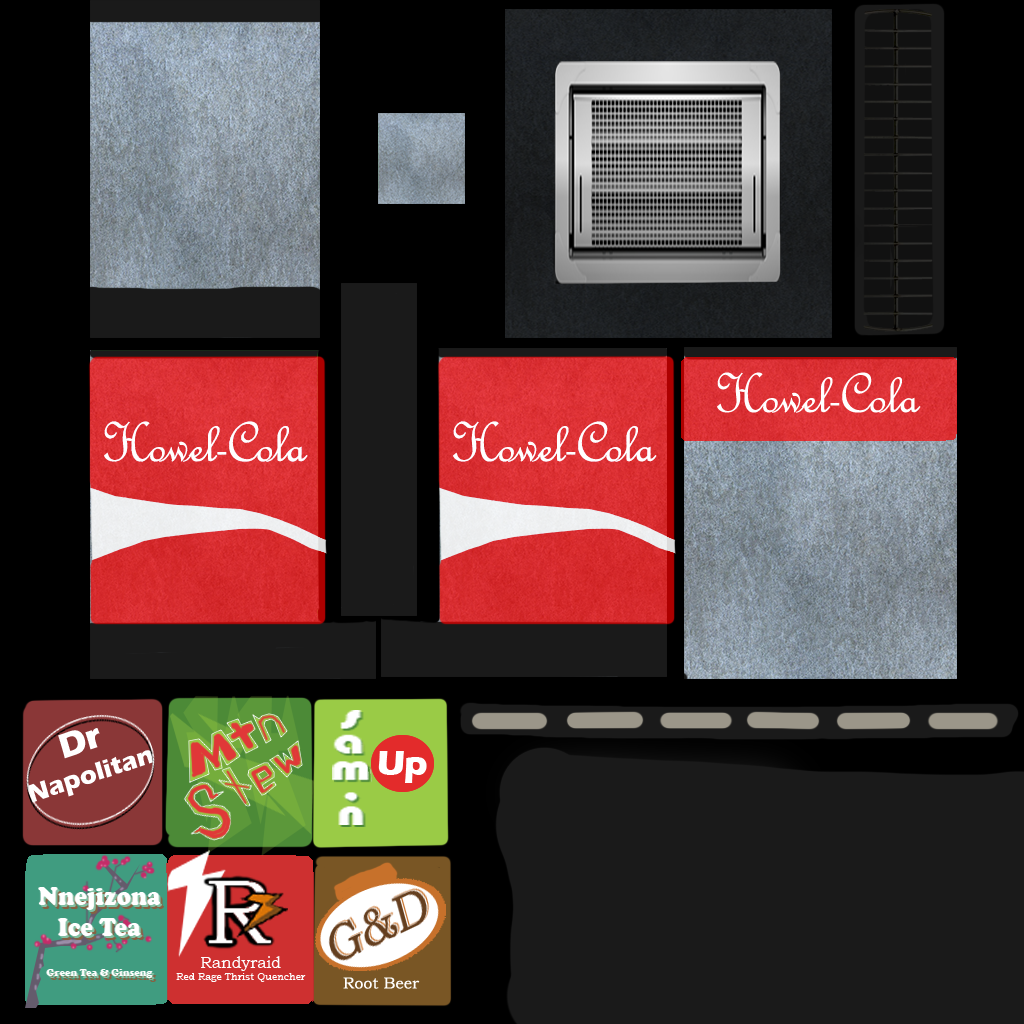 Howel-Cola
Howel-Cola
Howel-Cola
Dr
Napolitan
Mtn
Stew
sam'n
Up
Nnejizona
Ice Tea
Green Tea & Ginseng
R
Randyraid
Red Rage Thrist Quencher
G&D
Root Beer